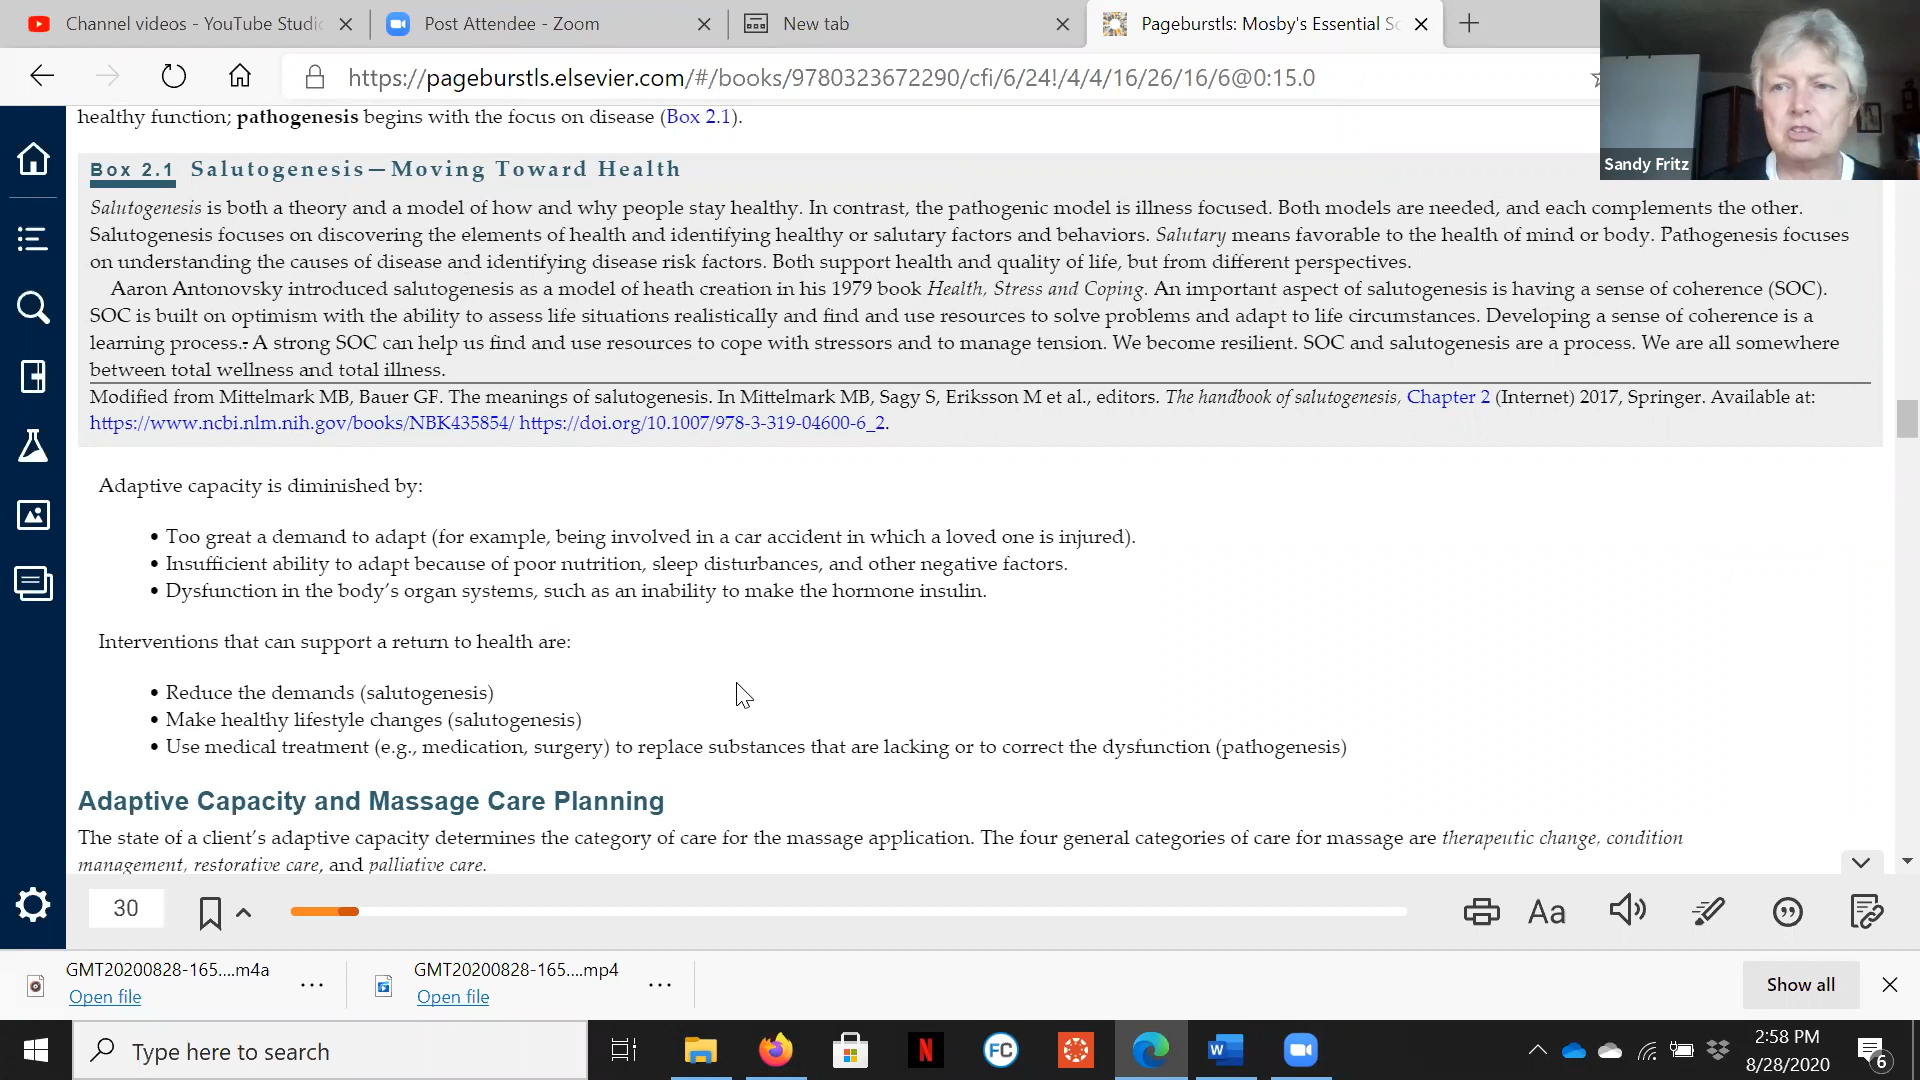 Channel videos - YouTube Studio
Post Attendee - Zoom
New tab
Pageburstls: Mosby's Essential Sc
https://pageburstls.elsevier.com/#/books/9780323672290/cfi/6/24!/4/4/16/26/16/6@0:15.0
Sandy Fritz
healthy function; pathogenesis begins with the focus on disease (Box 2.1).
Box 2.1 Salutogenesis—Moving Toward Health
Salutogenesis is both a theory and a model of how and why people stay healthy. In contrast, the pathogenic model is illness focused. Both models are needed, and each complements the other.
Salutogenesis focuses on discovering the elements of health and identifying healthy or salutary factors and behaviors. Salutary means favorable to the health of mind or body. Pathogenesis focuses
on understanding the causes of disease and identifying disease risk factors. Both support health and quality of life, but from different perspectives.
Aaron Antonovsky introduced salutogenesis as a model of heath creation in his 1979 book Health, Stress and Coping. An important aspect of salutogenesis is having a sense of coherence (SOC).
SOC is built on optimism with the ability to assess life situations realistically and find and use resources to solve problems and adapt to life circumstances. Developing a sense of coherence is a
learning process.- A strong SOC can help us find and use resources to cope with stressors and to manage tension. We become resilient. SOC and salutogenesis are a process. We are all somewhere
between total wellness and total illness.
Modified from Mittelmark MB, Bauer GF. The meanings of salutogenesis. In Mittelmark MB, Sagy S, Eriksson M et al., editors. The handbook of salutogenesis, Chapter 2 (Internet) 2017, Springer. Available at:
https://www.ncbi.nlm.nih.gov/books/NBK435854/ https://doi.org/10.1007/978-3-319-04600-6_2.
Adaptive capacity is diminished by:
• Too great a demand to adapt (for example, being involved in a car accident in which a loved one is injured).
• Insufficient ability to adapt because of poor nutrition, sleep disturbances, and other negative factors.
• Dysfunction in the body's organ systems, such as an inability to make the hormone insulin.
Interventions that can support a return to health are:
• Reduce the demands (salutogenesis)
• Make healthy lifestyle changes (salutogenesis)
• Use medical treatment (e.g., medication, surgery) to replace substances that are lacking or to correct the dysfunction (pathogenesis)
Adaptive Capacity and Massage Care Planning
The state of a client's adaptive capacity determines the category of care for the massage application. The four general categories of care for massage are therapeutic change, condition
management, restorative care, and palliative care.
30
Aa
GMT20200828-165....m4a
Open file
GMT20200828-165....mp4
Open file
Show all
Type here to search
N
FC
W
2:58 PM
8/28/2020
6